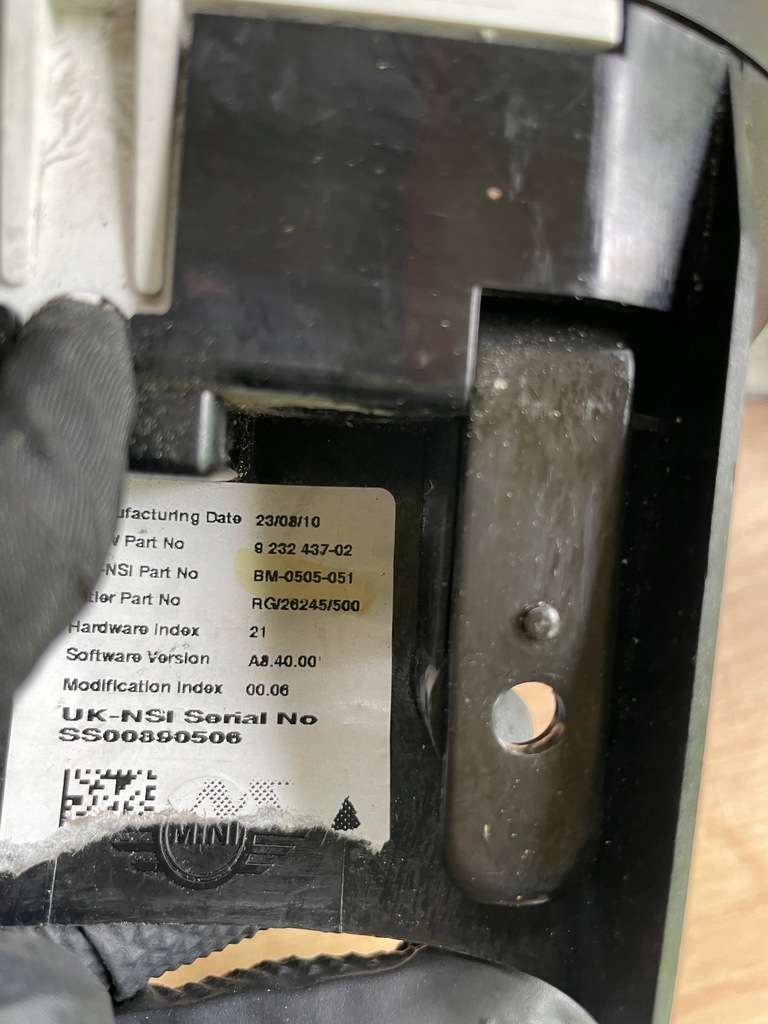 ufacturing Date 23/08/10
W Part No 9 232 437-02
-NSI Part No BM-0505-051
lier Part No RG/26245/500
Hardware Index 21
Software Version A8.40.00
Modification Index 00.06
UK-NSI Serial No
SS00890506
MINI